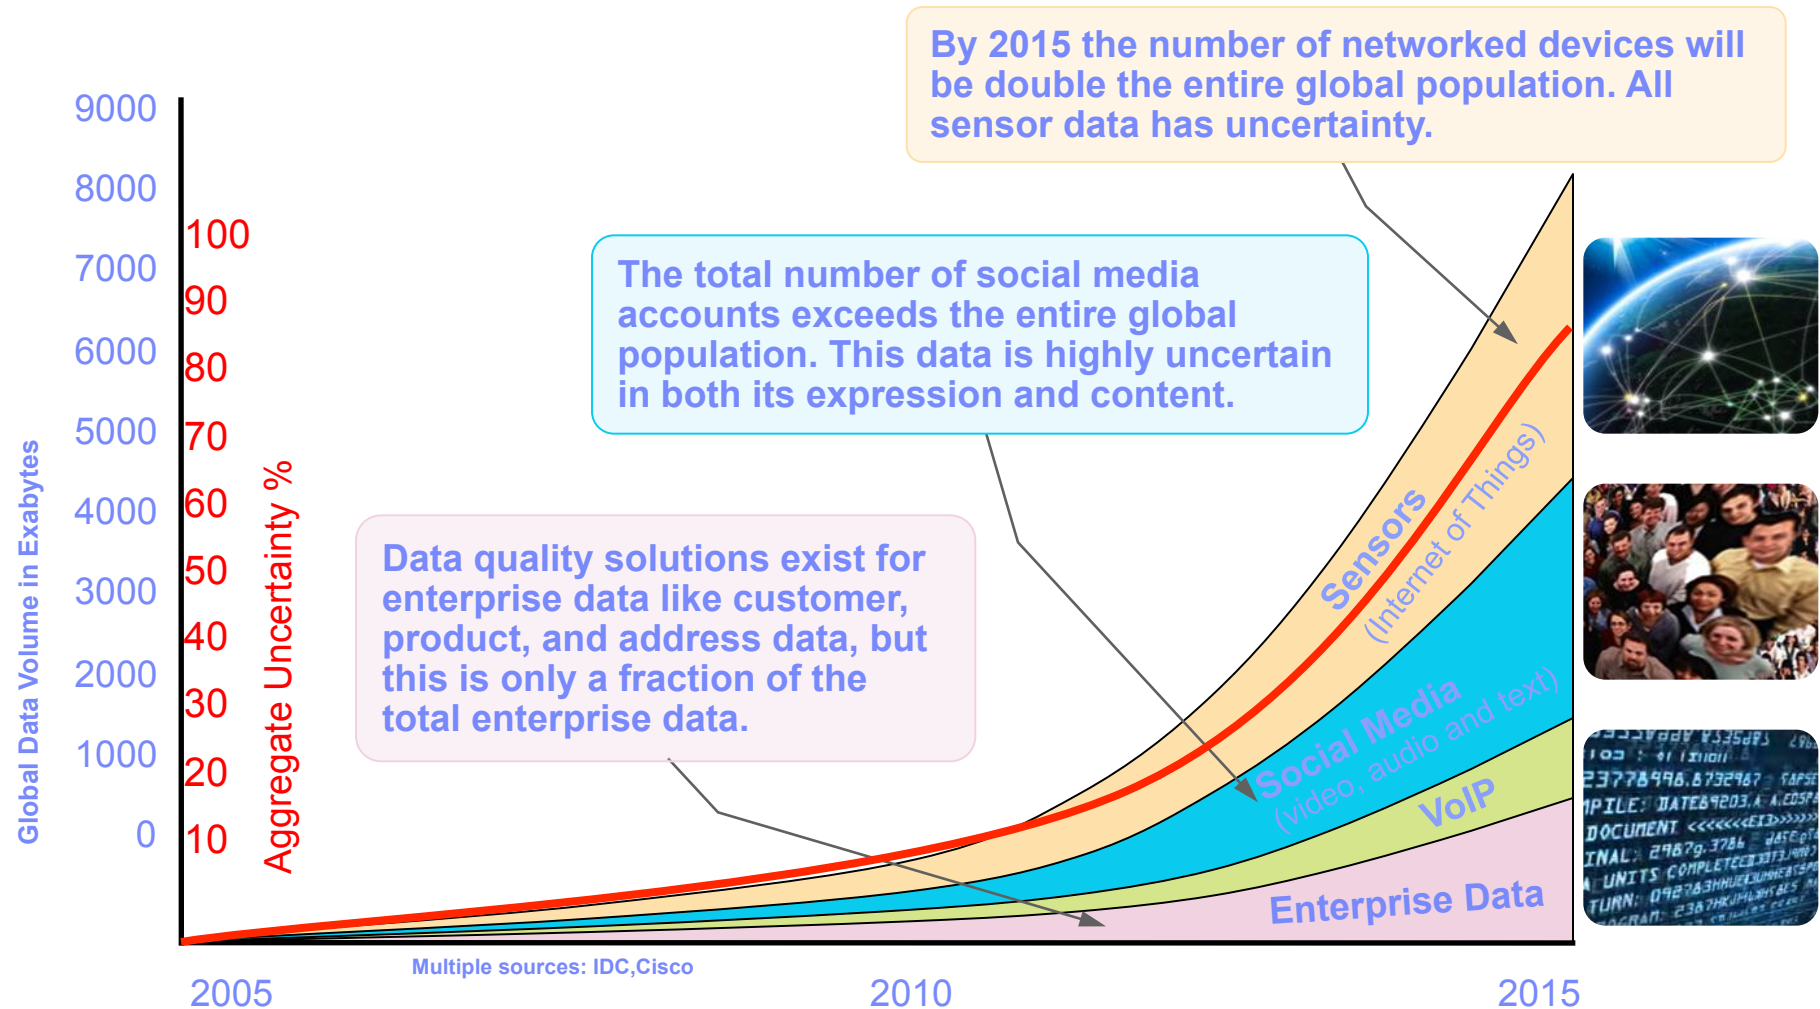 By 2015 the number of networked devices will
be double the entire global population. All
sensor data has uncertainty.
The total number of social media
accounts exceeds the entire global
population. This data is highly uncertain
in both its expression and content.
Data quality solutions exist for
enterprise data like customer,
product, and address data, but
this is only a fraction of the
total enterprise data.
Global Data Volume in Exabytes
9000
8000
7000
6000
5000
4000
3000
2000
1000
0
Aggregate Uncertainty %
100
90
80
70
60
50
40
30
20
10
Sensors
(Internet of Things)
Social Media
(video, audio and text)
VoIP
Enterprise Data
Multiple sources: IDC,Cisco
2005
2010
2015
DOCUMENT
UNITS